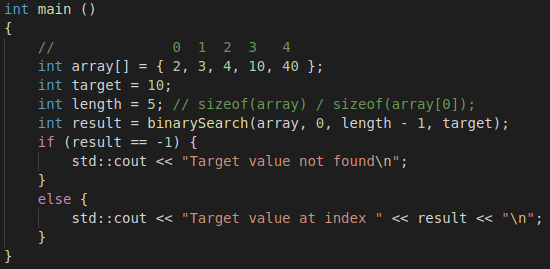 int main ()
{
    //              0  1  2  3   4
    int array[] = { 2, 3, 4, 10, 40 };
    int target = 10;
    int length = 5; // sizeof(array) / sizeof(array[0]);
    int result = binarySearch(array, 0, length - 1, target);
    if (result == -1) {
        std::cout << "Target value not found\n";
    }
    else {
        std::cout << "Target value at index " << result << "\n";
    }
}